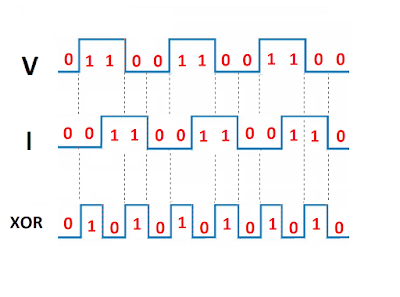 V 0 1 1 0 0 1 1 0 0 1 1 0 0
I 0 0 1 1 0 0 1 1 0 0 1 1 0
XOR 0 1 0 1 0 1 0 1 0 1 0 1 0